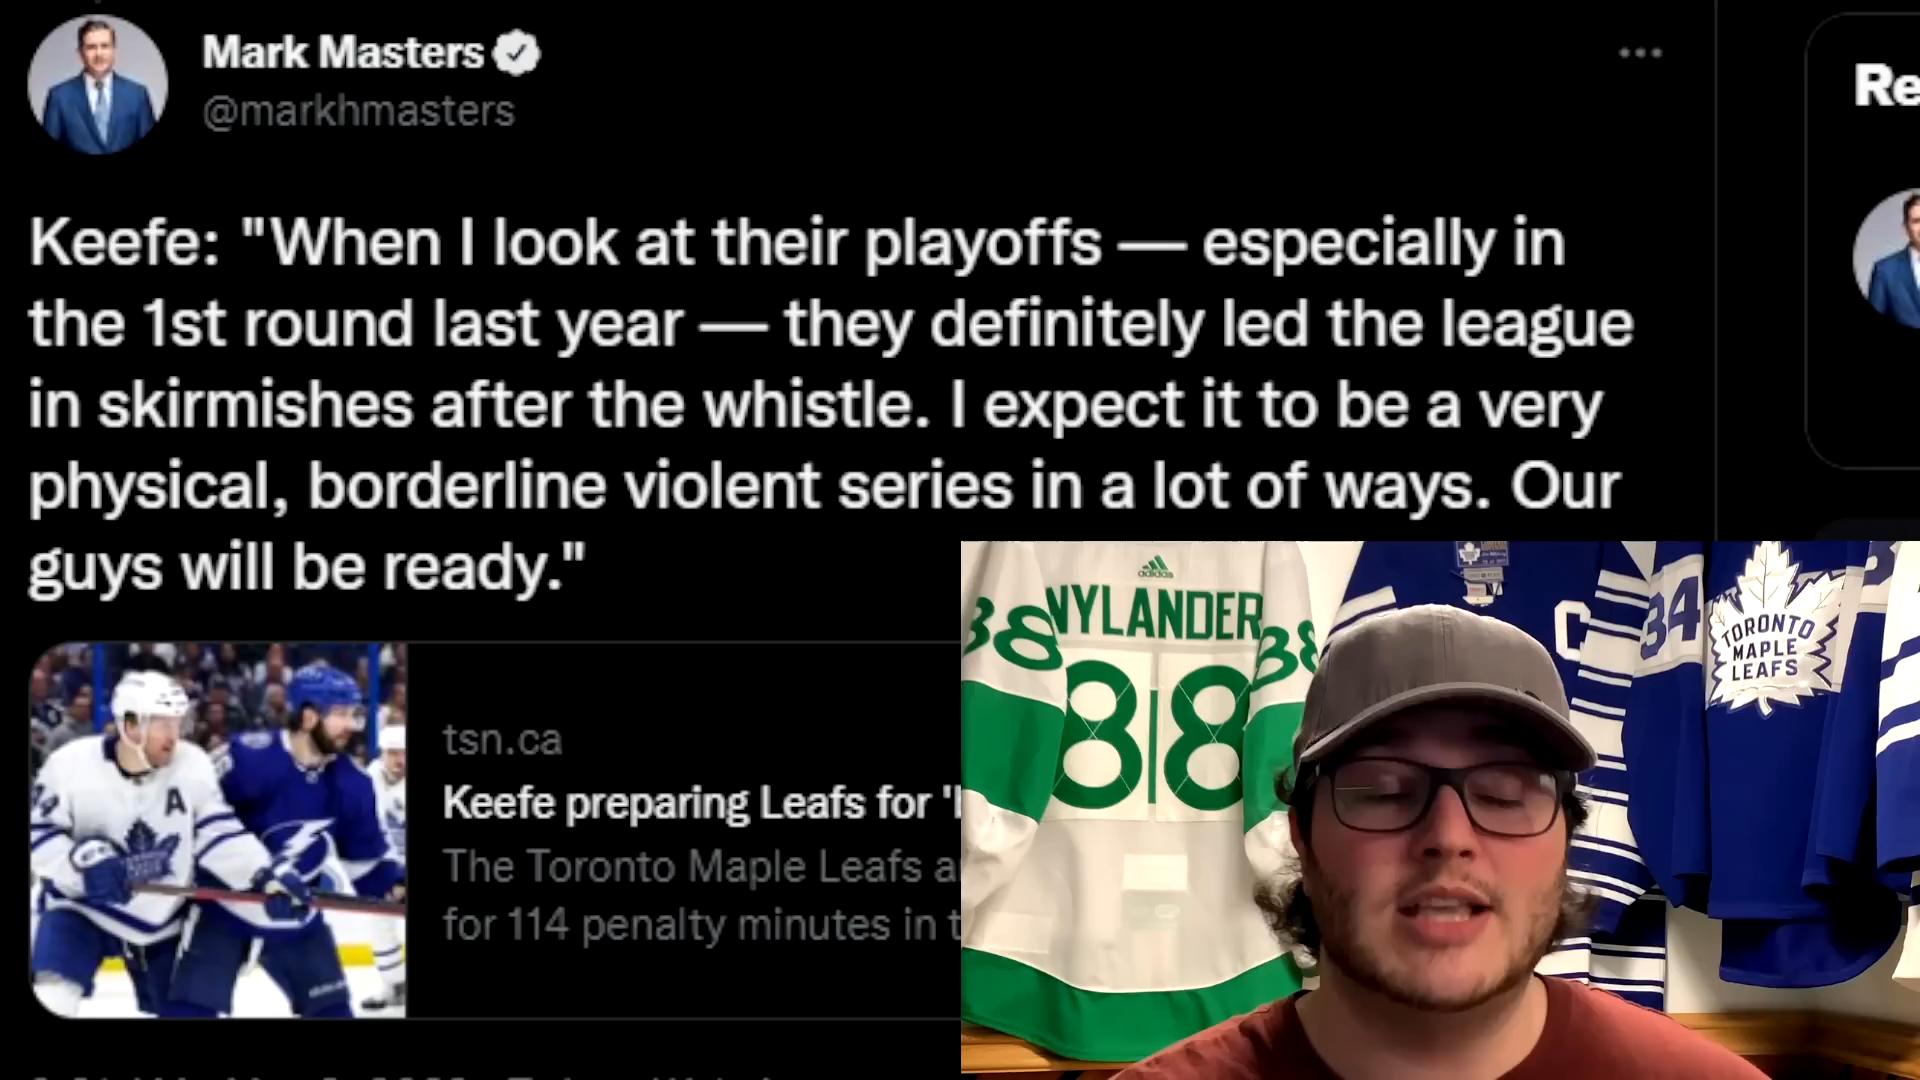 Mark Masters
@markhmasters
Re
Keefe: "When I look at their playoffs — especially in
the 1st round last year — they definitely led the league
in skirmishes after the whistle. I expect it to be a very
physical, borderline violent series in a lot of ways. Our
guys will be ready."
tsn.ca
Keefe preparing Leafs for 'b
The Toronto Maple Leafs a
for 114 penalty minutes in t
A
adidas
NYLANDER
88
88
88
C
34
TORONTO
MAPLE
LEAFS